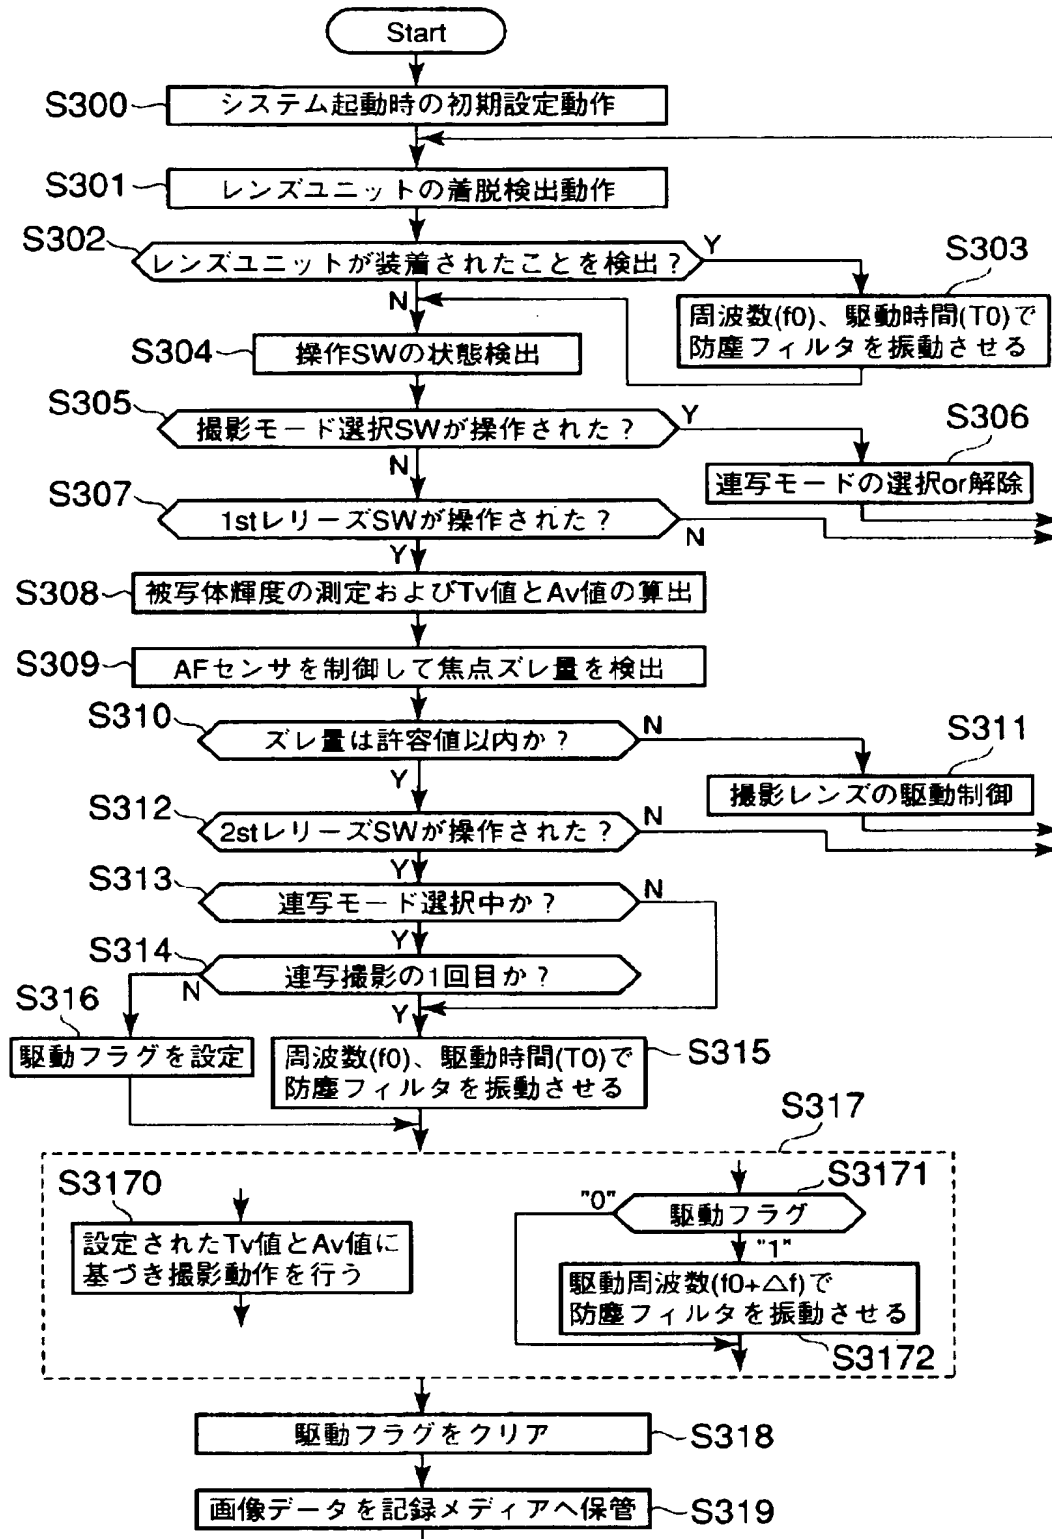 Start
S300
システム起動時の初期設定動作
S301
レンズユニットの着脱検出動作
S302
レンズユニットが装着されたことを検出？
Y
N
S303
周波数(f0)、駆動時間(T0)で
防塵フィルタを振動させる
S304
操作SWの状態検出
S305
撮影モード選択SWが操作された？
Y
N
S306
連写モードの選択or解除
S307
1stレリーズSWが操作された？
N
Y
S308
被写体輝度の測定およびTv値とAv値の算出
S309
AFセンサを制御して焦点ズレ量を検出
S310
ズレ量は許容値以内か？
N
Y
S311
撮影レンズの駆動制御
S312
2stレリーズSWが操作された？
N
Y
S313
連写モード選択中か？
N
Y
S314
連写撮影の1回目か？
N
Y
S316
駆動フラグを設定
S315
周波数(f0)、駆動時間(T0)で
防塵フィルタを振動させる
S317
S3170
設定されたTv値とAv値に
基づき撮影動作を行う
S3171
"0"
駆動フラグ
"1"
駆動周波数(f0+△f)で
防塵フィルタを振動させる
S3172
駆動フラグをクリア
S318
画像データを記録メディアへ保管
S319